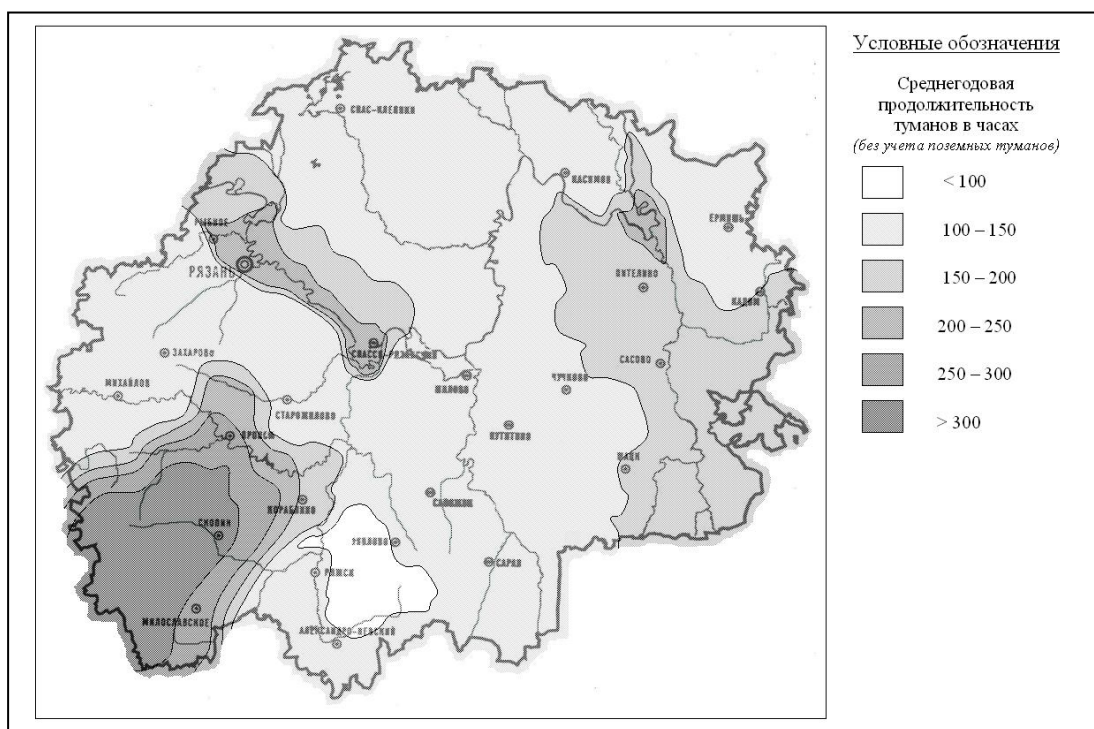 Условные обозначения
Среднегодовая
продолжительность
туманов в часах
(без учета поземных туманов)
< 100
100 – 150
150 – 200
200 – 250
250 – 300
> 300
СПАС-КЛЕПИКИ
КАСИМОВ
ЕРМИШЬ
РЫБНОЕ
РЯЗАНЬ
ПИТЕЛИНО
КАДОМ
ЗАХАРОВО
СПАССК-РЯЗАНСКИЙ
САСОВО
МИХАЙЛОВ
ШИЛОВО
ЧУЧКОВО
СТАРОЖИЛОВО
ПРОНСК
ПУТЯТИНО
ШАЦК
КОРАБЛИНО
САПОЖОК
СКОПИН
УХОЛОВО
САРАИ
РЯЖСК
МИЛОСЛАВСКОЕ
АЛЕКСАНДРО-НЕВСКИЙ